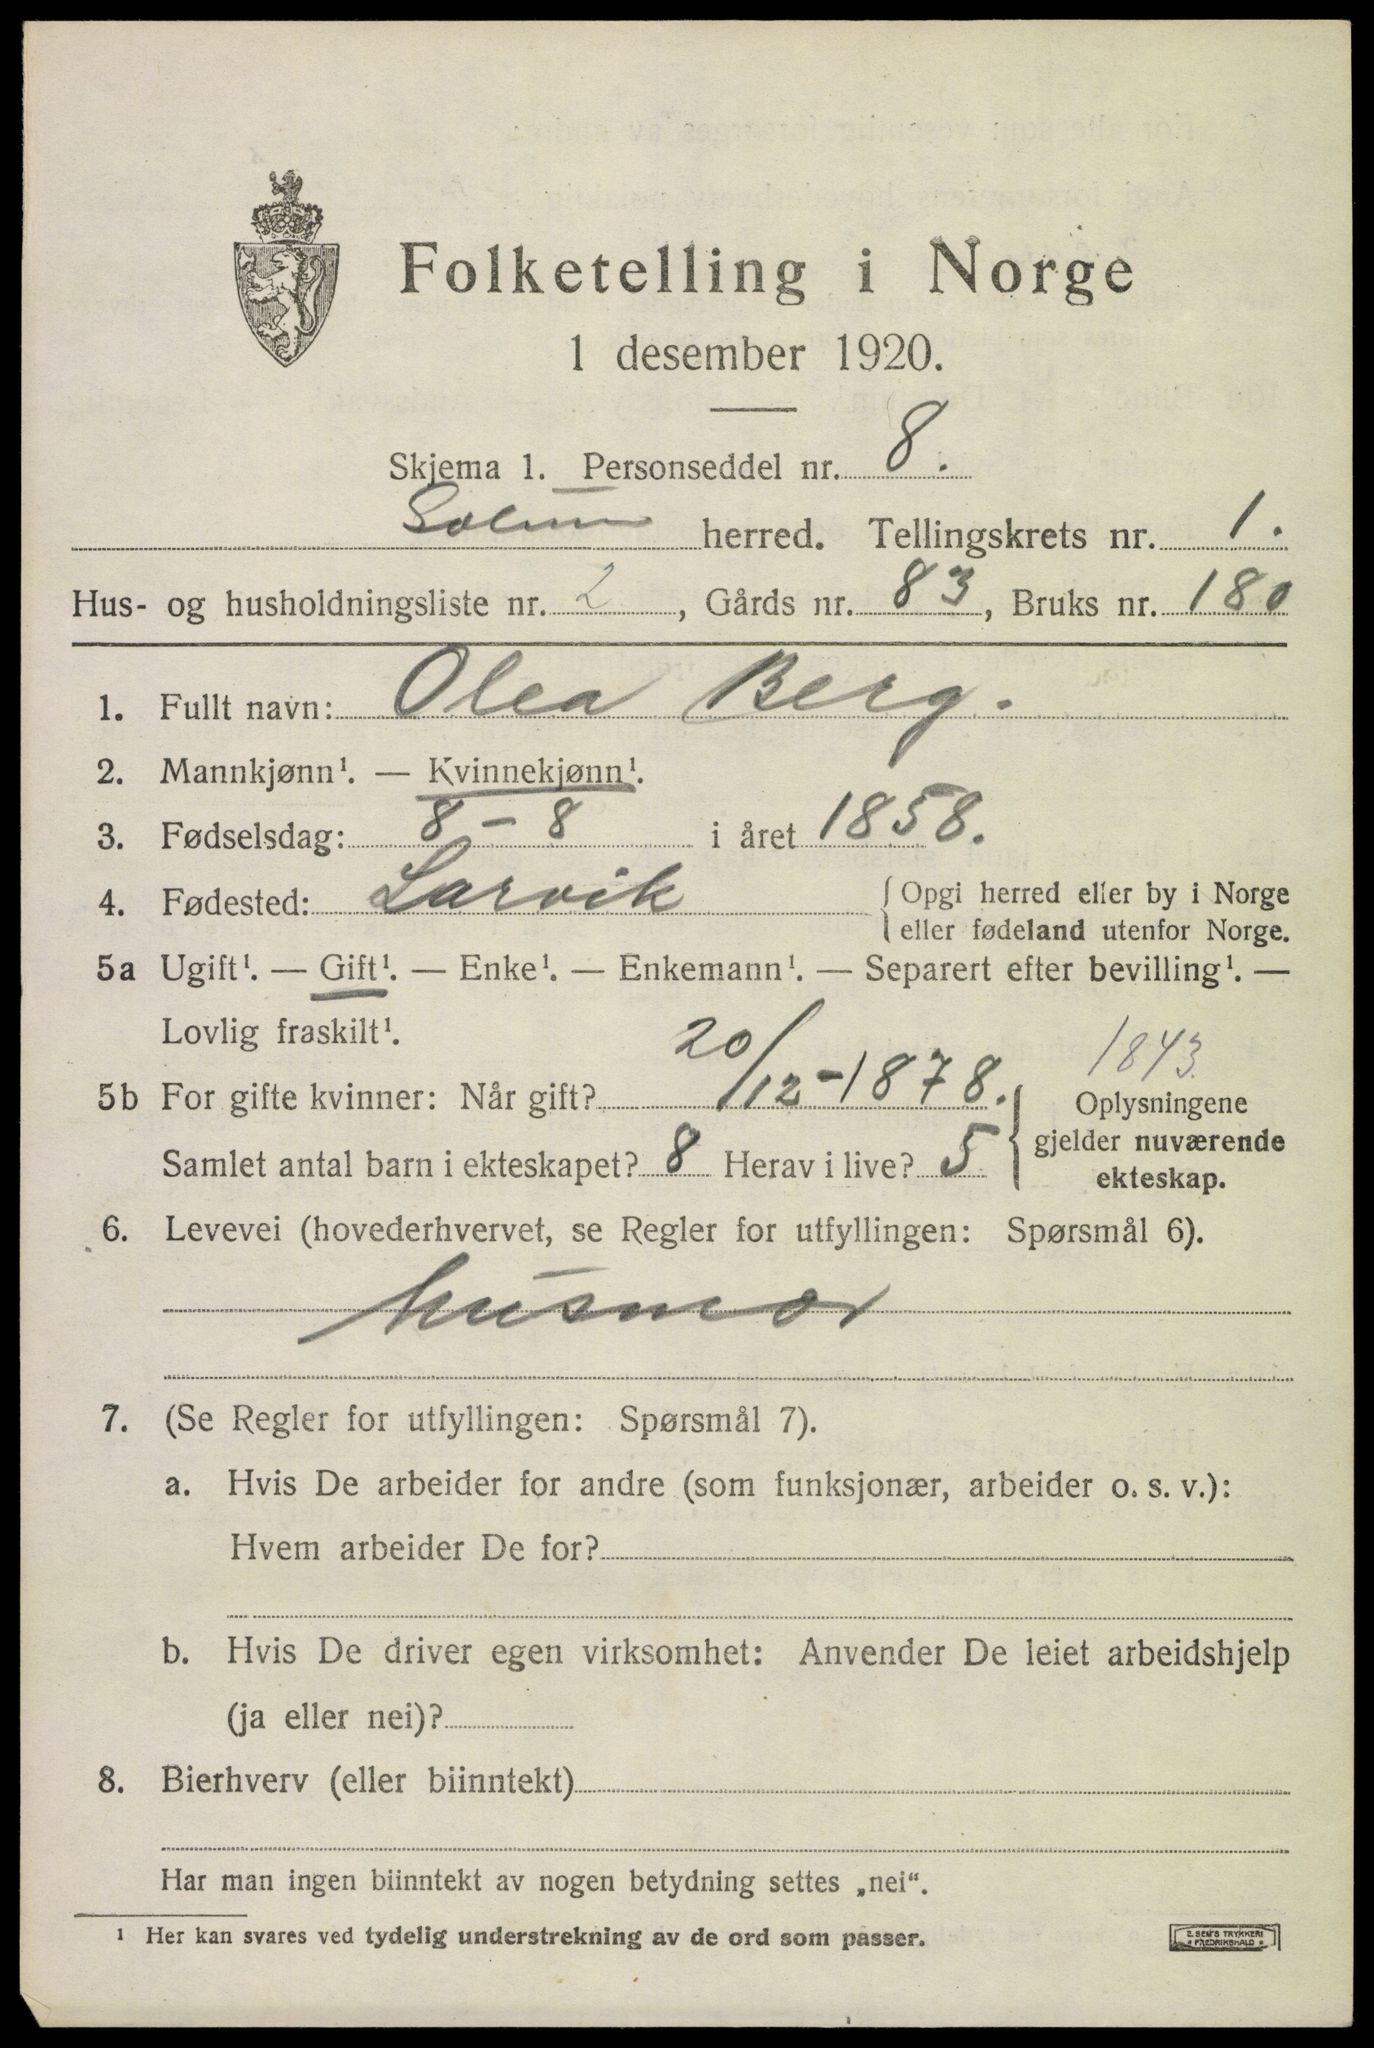 Folketelling i Norge
1 desember 1920.
Skjema 1. Personseddel nr. 8.
Solum herred. Tellingskrets nr. 1.
Hus- og husholdningsliste nr. 2, Gårds nr. 83, Bruks nr. 180
1. Fullt navn: Olea Berg.
2. Mannkjønn¹. — Kvinnekjønn¹.
3. Fødselsdag: 8 – 8 i året 1858.
4. Fødested: Larvik { Opgi herred eller by i Norge
eller fødeland utenfor Norge.
5a Ugift¹. — Gift¹. — Enke¹. — Enkemann¹. — Separert efter bevilling¹. —
Lovlig fraskilt¹.
1843.
5b For gifte kvinner: Når gift? 20/12-1878. { Oplysningene
gjelder nuværende
Samlet antal barn i ekteskapet? 8 Herav i live? 5
ekteskap.
6. Levevei (hovederhvervet, se Regler for utfyllingen: Spørsmål 6).
husmor
7. (Se Regler for utfyllingen: Spørsmål 7).
a. Hvis De arbeider for andre (som funksjonær, arbeider o. s. v.):
Hvem arbeider De for?
b. Hvis De driver egen virksomhet: Anvender De leiet arbeidshjelp
(ja eller nei)?
8. Bierhverv (eller biinntekt)
Har man ingen biinntekt av nogen betydning settes „nei".
¹ Her kan svares ved tydelig understrekning av de ord som passer.
E. SEM'S TRYKKERI
FREDRIKSHALD